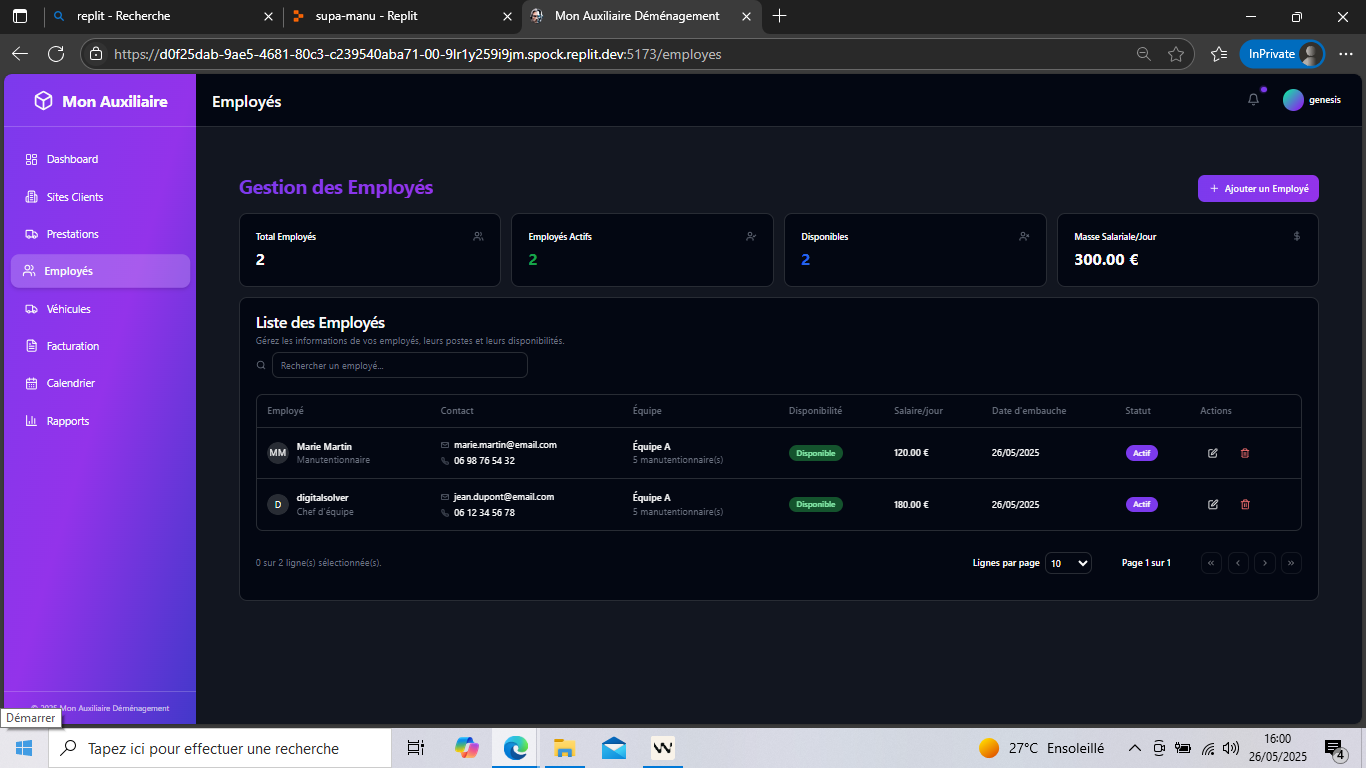 replit - Recherche
supa-manu - Replit
Mon Auxiliaire Déménagement
https://d0f25dab-9ae5-4681-80c3-c239540aba71-00-9lr1y259i9jm.spock.replit.dev:5173/employes
InPrivate
Mon Auxiliaire
Employés
genesis
Dashboard
Sites Clients
Prestations
Employés
Véhicules
Facturation
Calendrier
Rapports
© 2025 Mon Auxiliaire Déménagement
Gestion des Employés
+ Ajouter un Employé
Total Employés
2
Employés Actifs
2
Disponibles
2
Masse Salariale/Jour
$
300.00 €
Liste des Employés
Gérez les informations de vos employés, leurs postes et leurs disponibilités.
Rechercher un employé...
Employé Contact Équipe Disponibilité Salaire/jour Date d'embauche Statut Actions
MM Marie Martin marie.martin@email.com Équipe A Disponible 120.00 € 26/05/2025 Actif
Manutentionnaire 06 98 76 54 32 5 manutentionnaire(s)
D digitalsolver jean.dupont@email.com Équipe A Disponible 180.00 € 26/05/2025 Actif
Chef d'équipe 06 12 34 56 78 5 manutentionnaire(s)
0 sur 2 ligne(s) sélectionnée(s).
Lignes par page 10 Page 1 sur 1 « ‹ › »
Démarrer
Tapez ici pour effectuer une recherche
27°C Ensoleillé
16:00
26/05/2025
4